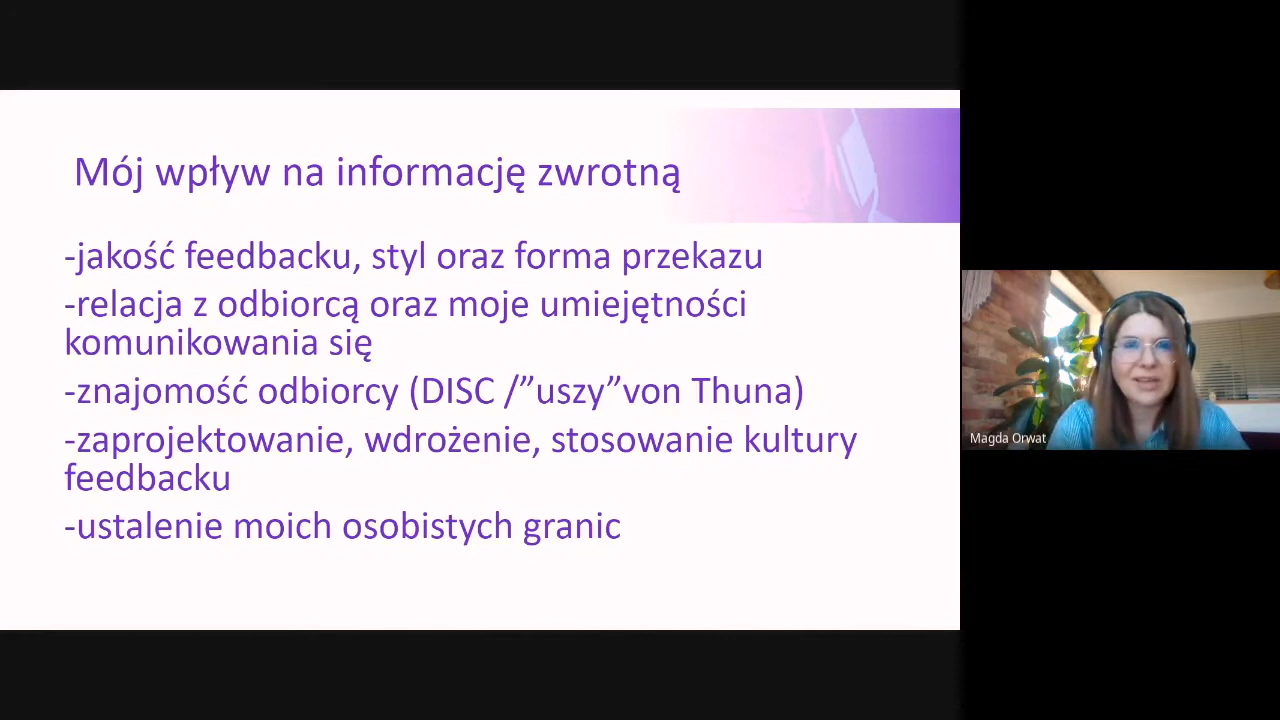 Mój wpływ na informację zwrotną
-jakość feedbacku, styl oraz forma przekazu
-relacja z odbiorcą oraz moje umiejętności
komunikowania się
-znajomość odbiorcy (DISC /”uszy”von Thuna)
-zaprojektowanie, wdrożenie, stosowanie kultury
feedbacku
-ustalenie moich osobistych granic
Magda Orwat